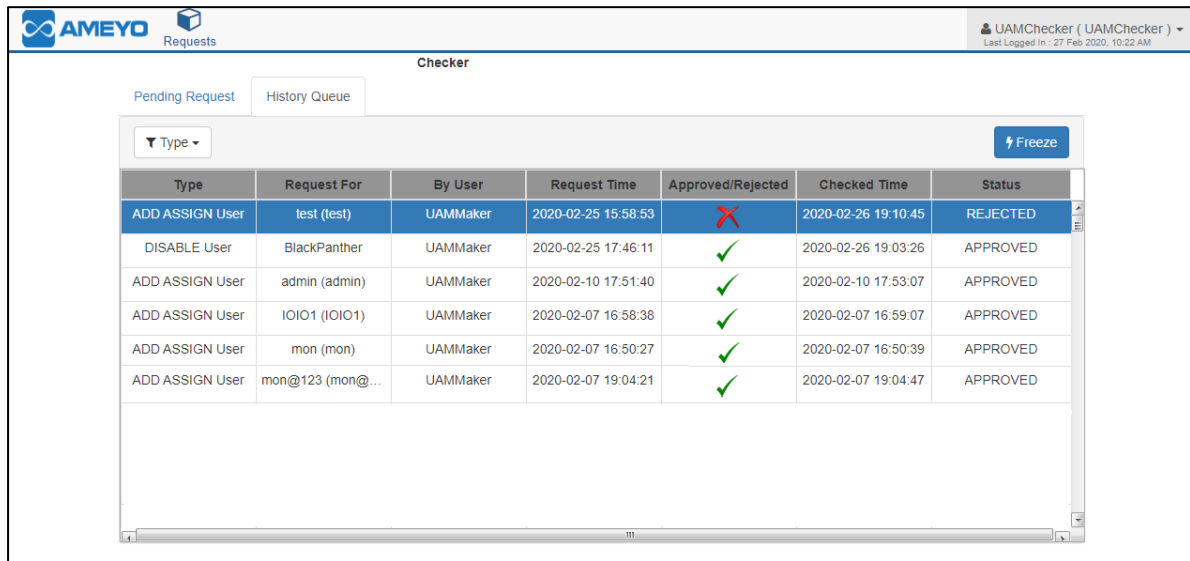 AMEYO
Requests
UAMChecker ( UAMChecker )
Last Logged In : 27 Feb 2020, 10:22 AM
Checker
Pending Request History Queue
Type Freeze
Type Request For By User Request Time Approved/Rejected Checked Time Status
ADD ASSIGN User test (test) UAMMaker 2020-02-25 15:58:53 2020-02-26 19:10:45 REJECTED
DISABLE User BlackPanther UAMMaker 2020-02-25 17:46:11 2020-02-26 19:03:26 APPROVED
ADD ASSIGN User admin (admin) UAMMaker 2020-02-10 17:51:40 2020-02-10 17:53:07 APPROVED
ADD ASSIGN User IOIO1 (IOIO1) UAMMaker 2020-02-07 16:58:38 2020-02-07 16:59:07 APPROVED
ADD ASSIGN User mon (mon) UAMMaker 2020-02-07 16:50:27 2020-02-07 16:50:39 APPROVED
ADD ASSIGN User mon@123 (mon@... UAMMaker 2020-02-07 19:04:21 2020-02-07 19:04:47 APPROVED